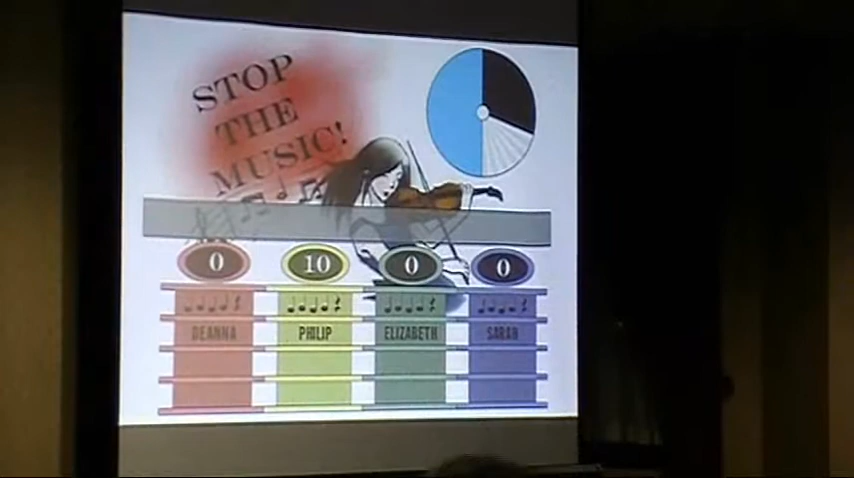 STOP
THE
MUSIC!
0 10 0 0
DEANNA PHILIP ELIZABETH SARAH